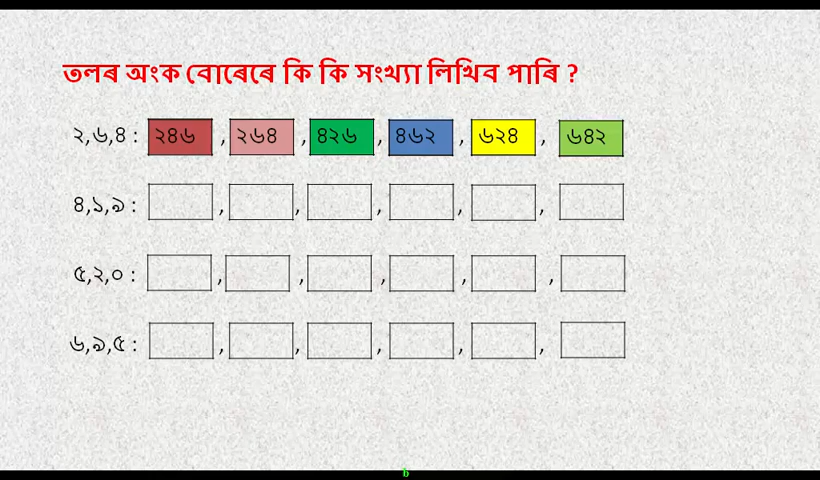 তলৰ অংক বোৰেৰে কি কি সংখ্যা লিখিব পাৰি ?
২,৬,৪ : ২৪৬ , ২৬৪ , ৪২৬ , ৪৬২ , ৬২৪ , ৬৪২
৪,১,৯ : , , , , ,
৫,২,০ : , , , , ,
৬,৯,৫ : , , , , ,
b